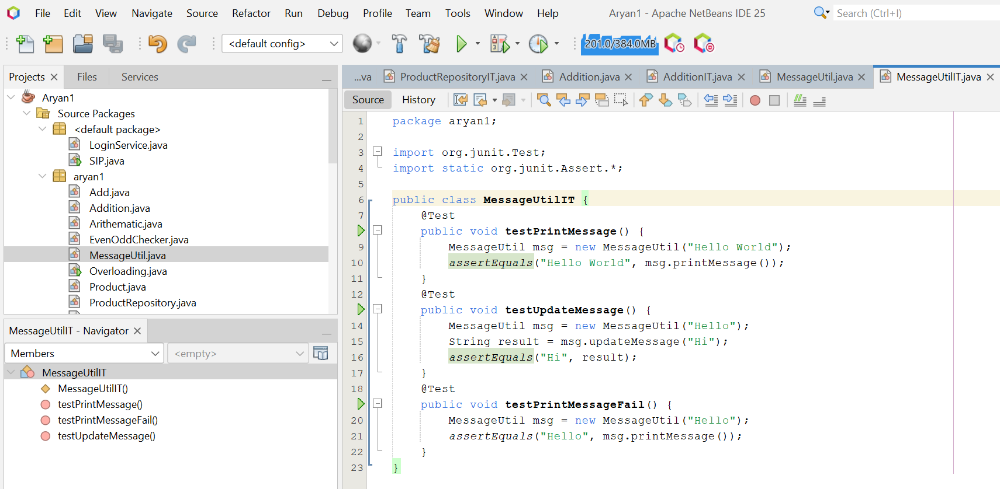 File Edit View Navigate Source Refactor Run Debug Profile Team Tools Window Help Aryan1 - Apache NetBeans IDE 25 Search (Ctrl+I)
<default config> 201.0/384.0MB
Projects Files Services
Aryan1
Source Packages
<default package>
LoginService.java
SIP.java
aryan1
Add.java
Addition.java
Arithematic.java
EvenOddChecker.java
MessageUtil.java
Overloading.java
Product.java
ProductRepository.java
MessageUtilIT - Navigator
Members <empty>
MessageUtilIT
MessageUtilIT()
testPrintMessage()
testPrintMessageFail()
testUpdateMessage()
...va ProductRepositoryIT.java Addition.java AdditionIT.java MessageUtil.java MessageUtilIT.java
Source History
1 package aryan1;
2
3 import org.junit.Test;
4 import static org.junit.Assert.*;
5
6 public class MessageUtilIT {
7 @Test
public void testPrintMessage() {
9 MessageUtil msg = new MessageUtil("Hello World");
10 assertEquals("Hello World", msg.printMessage());
11 }
12 @Test
public void testUpdateMessage() {
14 MessageUtil msg = new MessageUtil("Hello");
15 String result = msg.updateMessage("Hi");
16 assertEquals("Hi", result);
17 }
18 @Test
public void testPrintMessageFail() {
20 MessageUtil msg = new MessageUtil("Hello");
21 assertEquals("Hello", msg.printMessage());
22 }
23 }